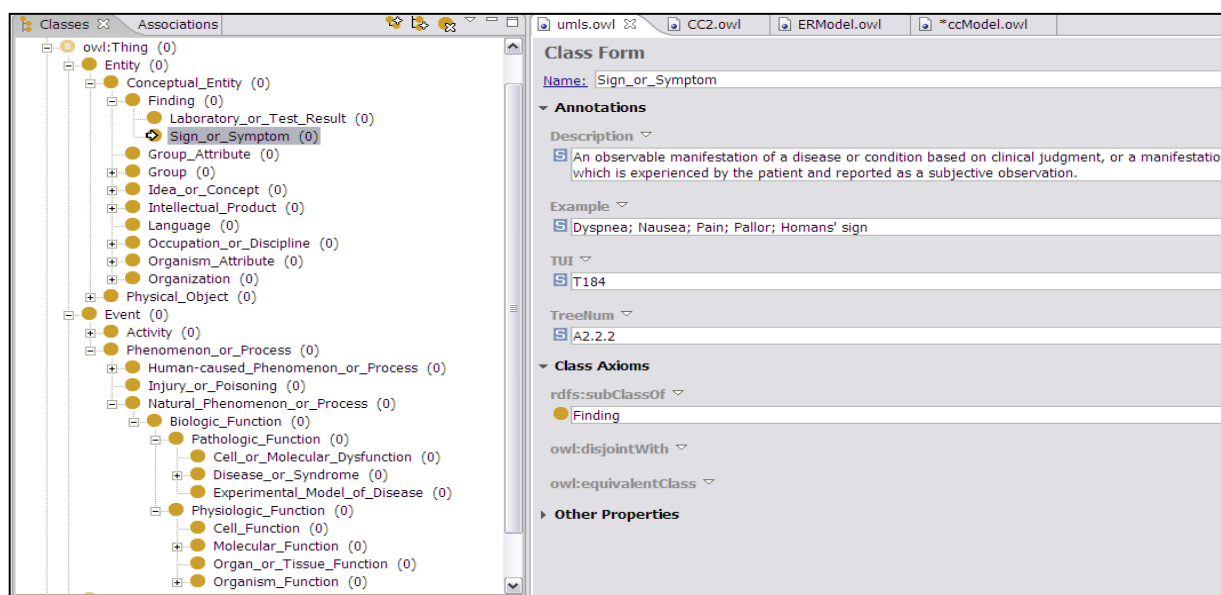 Classes
Associations
owl:Thing (0)
Entity (0)
Conceptual_Entity (0)
Finding (0)
Laboratory_or_Test_Result (0)
Sign_or_Symptom (0)
Group_Attribute (0)
Group (0)
Idea_or_Concept (0)
Intellectual_Product (0)
Language (0)
Occupation_or_Discipline (0)
Organism_Attribute (0)
Organization (0)
Physical_Object (0)
Event (0)
Activity (0)
Phenomenon_or_Process (0)
Human-caused_Phenomenon_or_Process (0)
Injury_or_Poisoning (0)
Natural_Phenomenon_or_Process (0)
Biologic_Function (0)
Pathologic_Function (0)
Cell_or_Molecular_Dysfunction (0)
Disease_or_Syndrome (0)
Experimental_Model_of_Disease (0)
Physiologic_Function (0)
Cell_Function (0)
Molecular_Function (0)
Organ_or_Tissue_Function (0)
Organism_Function (0)
umls.owl
CC2.owl
ERModel.owl
*ccModel.owl
Class Form
Name: Sign_or_Symptom
Annotations
Description
S An observable manifestation of a disease or condition based on clinical judgment, or a manifestatio
which is experienced by the patient and reported as a subjective observation.
Example
S Dyspnea; Nausea; Pain; Pallor; Homans' sign
TUI
S T184
TreeNum
S A2.2.2
Class Axioms
rdfs:subClassOf
Finding
owl:disjointWith
owl:equivalentClass
Other Properties